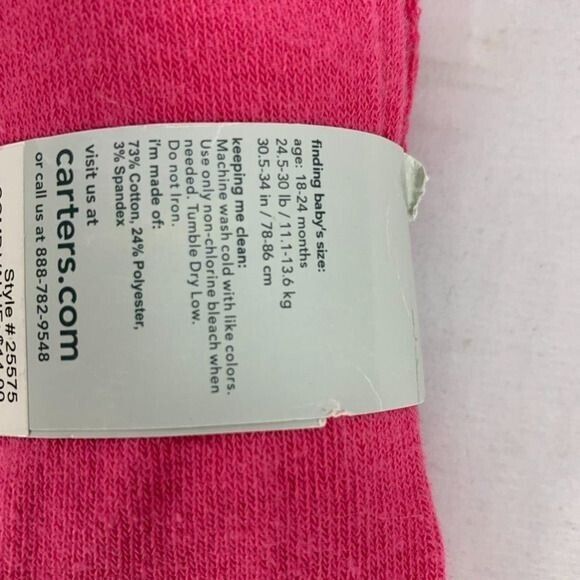 finding baby's size:
age: 18-24 months
24.5-30 lb / 11.1-13.6 kg
30.5-34 in / 78-86 cm
keeping me clean:
Machine wash cold with like colors.
Use only non-chlorine bleach when
needed. Tumble Dry Low.
Do not Iron.
i'm made of:
73% Cotton, 24% Polyester,
3% Spandex
visit us at
carters.com
or call us at 888-782-9548
Style # 25575